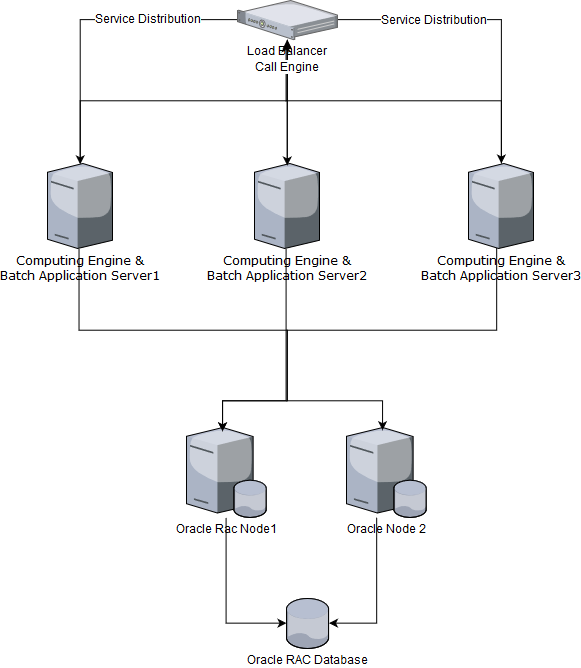 Service Distribution
Service Distribution
Load Balancer
Call Engine
Computing Engine &
Batch Application Server1
Computing Engine &
Batch Application Server2
Computing Engine &
Batch Application Server3
Oracle Rac Node1
Oracle Node 2
Oracle RAC Database